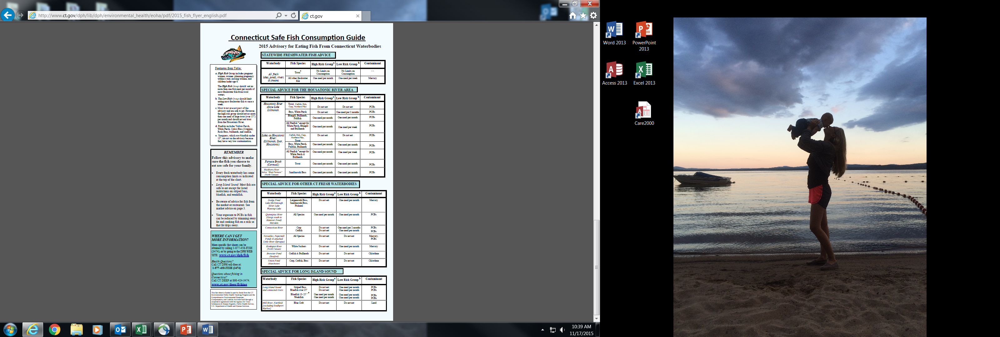 http://www.ct.gov/dph/lib/dph/environmental_health/eoha/pdf/2015_fish_flyer_english.pdf
ct.gov
Connecticut Safe Fish Consumption Guide
2015 Advisory for Eating Fish From Connecticut Waterbodies
Footnotes from Table:
a. High Risk Group includes pregnant
women, women planning pregnancy
within a year, nursing women, and
children under age 6.
The High Risk Group should eat no
more than one fish meal per month of
most freshwater fish from local
waters.
b. The Low Risk Group should limit
eating most freshwater fish to once a
week.
c. Most trout are not part of the
advisory and are safe to eat. However,
the high risk group should eat no more
than one meal of large trout (over 15")
per month and should not eat trout
from the Housatonic River.
d. Panfish includes Yellow Perch,
White Perch, Calico Bass (Crappie),
Rock Bass, bullheads, and sunfish.
e. Snappers, which are bluefish under
13", are not on the advisory because
they have very low contamination.
REMEMBER
Follow this advisory to make
sure the fish you choose to
eat are safe for your family.
• Every fresh waterbody has some
consumption limits as indicated
at the top of the chart.
• Long Island Sound: Most fish are
safe to eat except for listed
restrictions on striped bass,
bluefish, and weakfish.
• Be aware of advice for fish from
the market or restaurant. See
market advice on page 3.
• Your exposure to PCBs in fish
can be reduced by trimming away
fat and cooking fish on a rack so
that fat drips away.
WHERE CAN I GET
MORE INFORMATION?
More specific fact sheets can be
obtained by calling 1-877-458-FISH
(3474), or by going to the DPH WEB
SITE: www.ct.gov/dph/fish
Health Questions?
Call CT DPH toll-free at:
1-877-458-FISH (3474)
Questions about fishing in
Connecticut?
Call CT DEEP at 860-424-3474.
www.ct.gov/deep/fishing
This fact sheet is funded in part by funds from the CT
Environmental Public Health Tracking Program and the
Comprehensive Environmental Response,
Compensation, and Liability Act trust fund through a
cooperative agreement with the Agency for Toxic
Substances & Disease Registry, Public Health Service,
U.S. Department of Health and Human Services.
STATEWIDE FRESHWATER FISH ADVICE
Waterbody Fish Species High Risk Group a Low Risk Group b Contaminant
All fresh
lakes, ponds, rivers
& streams
Trout c No Limits on Consumption No Limits on Consumption - -
All other freshwater fish One meal per month One meal per week Mercury
SPECIAL ADVICE FOR THE HOUSATONIC RIVER AREA
Waterbody Fish Species High Risk Group a Low Risk Group b Contaminant
Housatonic River
above Lake
Lillinonah
Trout, Catfish, Eels, Carp, Northern Pike Do not eat Do not eat PCBs
Bass, White Perch Do not eat One meal per 2 months PCBs
Bluegill, Bullheads, Fallfish One meal per month One meal per month PCBs
All Panfish d except for White Perch, Bluegill and Bullheads One meal per month One meal per week PCBs
Lakes on Housatonic
River:
(Lillinonah, Zoar,
Housatonic)
Catfish, Eels, Carp, Northern Pike, Trout Do not eat Do not eat PCBs
Bass, White Perch, Fallfish, Bullheads One meal per month One meal per month PCBs
All Panfish d except for White Perch & Bullheads One meal per month One meal per week PCBs
Furnace Brook
(Cornwall)
Trout One meal per month One meal per month PCBs
Blackberry River
below "Blast Furnace"
(North Canaan)
Smallmouth Bass One meal per month One meal per month PCBs
SPECIAL ADVICE FOR OTHER CT FRESH WATERBODIES
Waterbody Fish Species High Risk Group a Low Risk Group b Contaminant
Dodge Pond
Lake McDonough
Silver Lake
Wyassup Lake
Largemouth Bass, Smallmouth Bass, Pickerel Do not eat One meal per month Mercury
Quinnipiac River
(Gorge south to
Hanover Pond)
Meriden
All Species One meal per month One meal per month PCBs
Connecticut River Carp Do not eat One meal per 2 months PCBs
Catfish Do not eat One meal per month PCBs
Versailles, Papermill
Ponds & attached
Little River (Sprague)
All Species Do not eat Do not eat Mercury, PCBs
Konkapot River
(North Canaan)
White Suckers Do not eat One meal per month Mercury
Brewster Pond
(Stratford)
Catfish & Bullheads Do not eat Do not eat Chlordane
Union Pond
(Manchester)
Carp, Catfish, Bass Do not eat Do not eat Chlordane
SPECIAL ADVICE FOR LONG ISLAND SOUND
Waterbody Fish Species High Risk Group a Low Risk Group b Contaminant
Long Island Sound
and connected rivers
Striped Bass Do not eat One meal per month PCBs
Bluefish over 25" Do not eat One meal per month PCBs
Bluefish 13- 25 " e One meal per month One meal per month PCBs
Weakfish One meal per month One meal per month PCBs
Mill River, Fairfield
[excluding Southport
Harbor]
Blue Crab Do not eat Do not eat Lead
Word 2013
PowerPoint
2013
Access 2013
Excel 2013
Care2000
10:39 AM
11/17/2015